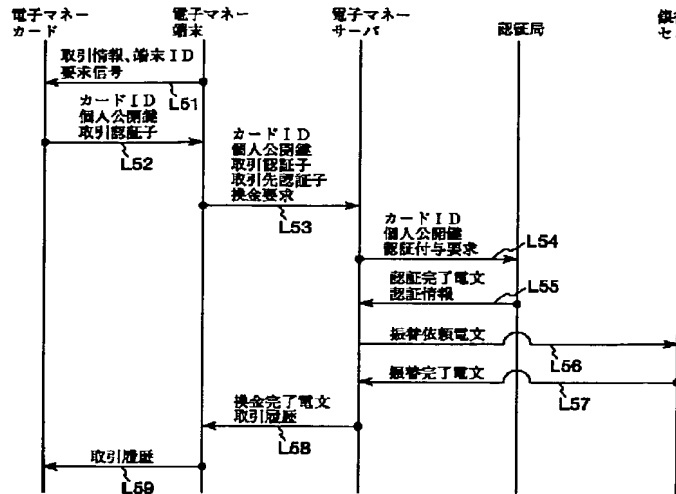 電子マネー
カード
電子マネー
端末
電子マネー
サーバ
認証局
取引情報、端末ID
要求信号
L51
カードID
個人公開鍵
取引認証子
L52
カードID
個人公開鍵
取引認証子
取引先認証子
換金要求
L53
カードID
個人公開鍵
認証付与要求
L54
認証完了電文
認証情報
L55
振替依頼電文
L56
振替完了電文
L57
換金完了電文
取引履歴
L58
取引履歴
L59